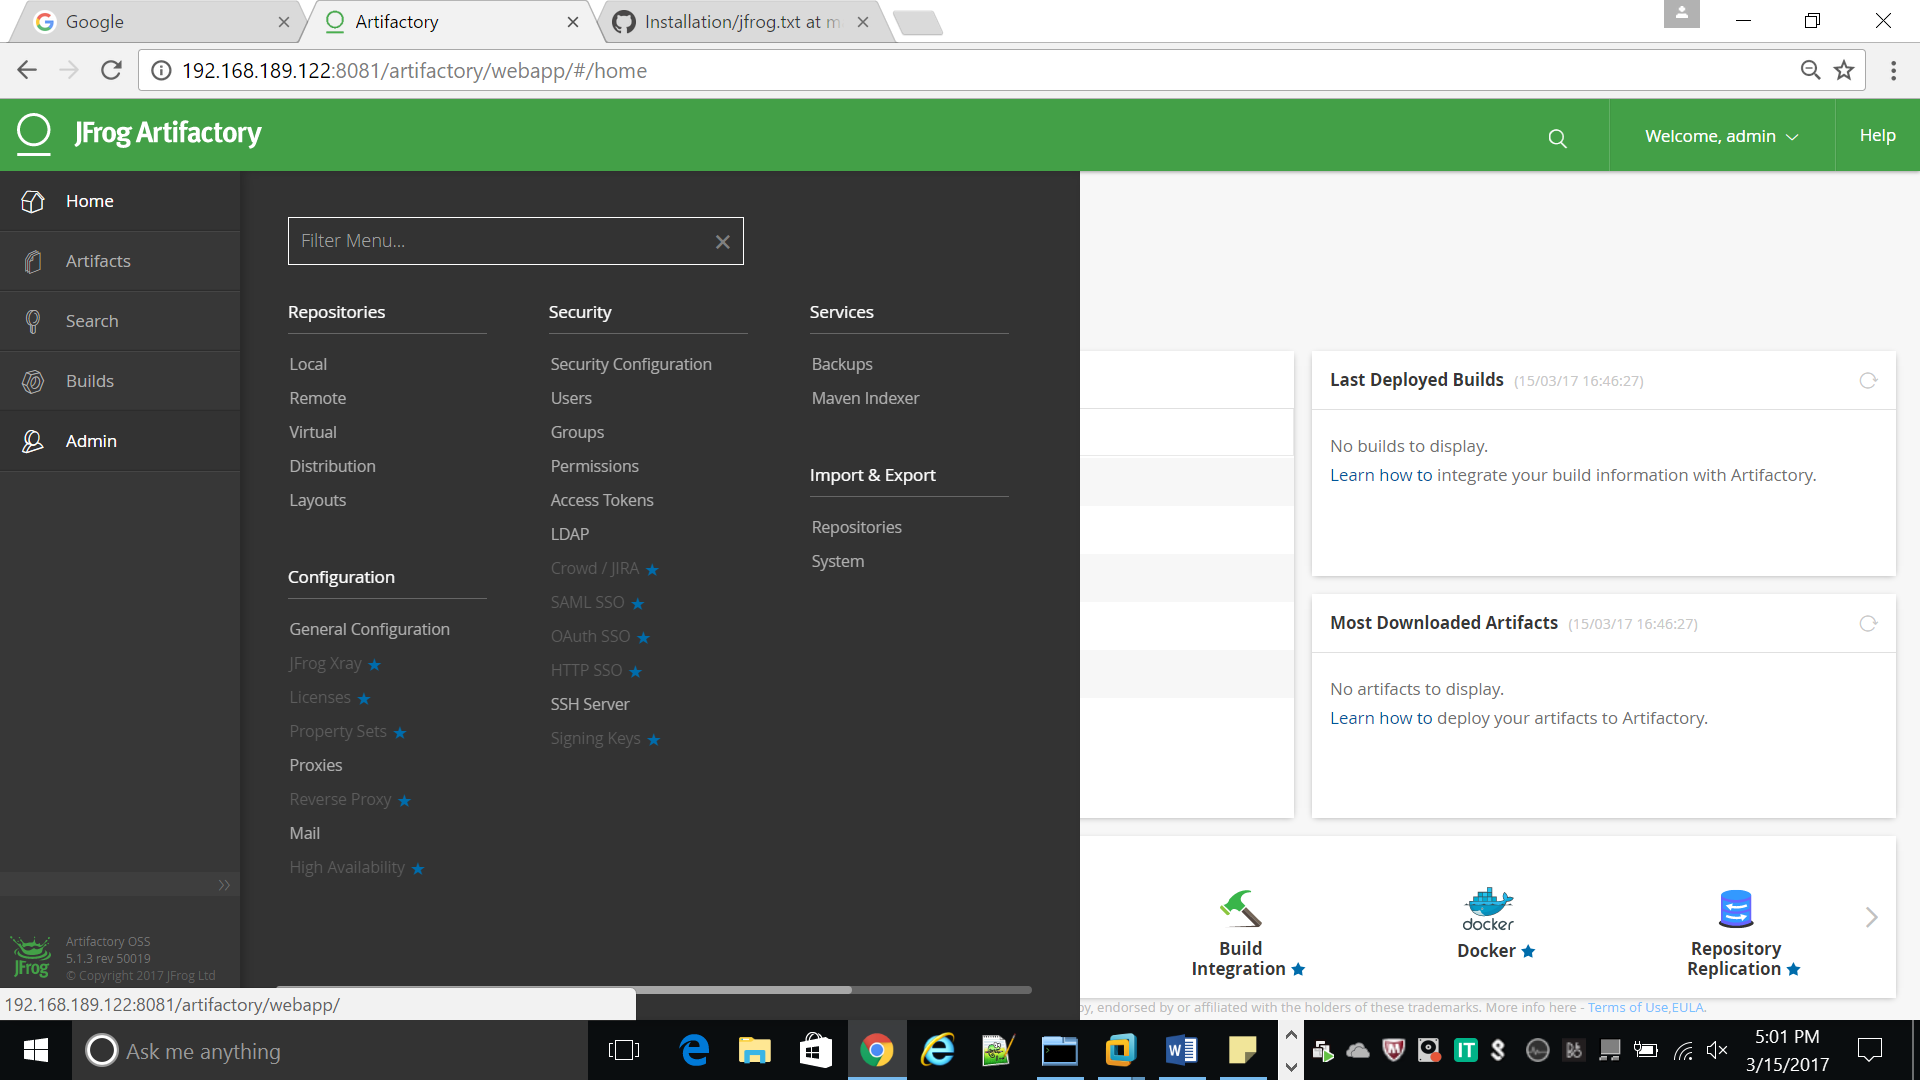 Google
Artifactory
Installation/jfrog.txt at m
192.168.189.122:8081/artifactory/webapp/#/home
JFrog Artifactory
Welcome, admin
Help
Home
Artifacts
Search
Builds
Admin
Filter Menu...
Repositories
Local
Remote
Virtual
Distribution
Layouts
Configuration
General Configuration
JFrog Xray
Licenses
Property Sets
Proxies
Reverse Proxy
Mail
High Availability
Security
Security Configuration
Users
Groups
Permissions
Access Tokens
LDAP
Crowd / JIRA
SAML SSO
OAuth SSO
HTTP SSO
SSH Server
Signing Keys
Services
Backups
Maven Indexer
Import & Export
Repositories
System
Last Deployed Builds (15/03/17 16:46:27)
No builds to display.
Learn how to integrate your build information with Artifactory.
Most Downloaded Artifacts (15/03/17 16:46:27)
No artifacts to display.
Learn how to deploy your artifacts to Artifactory.
Build
Integration
docker
Docker
Repository
Replication
JFrog
Artifactory OSS
5.1.3 rev 50019
© Copyright 2017 JFrog Ltd
192.168.189.122:8081/artifactory/webapp/
endorsed by or affiliated with the holders of these trademarks. More info here - Terms of Use,EULA.
Ask me anything
IT
5:01 PM
3/15/2017